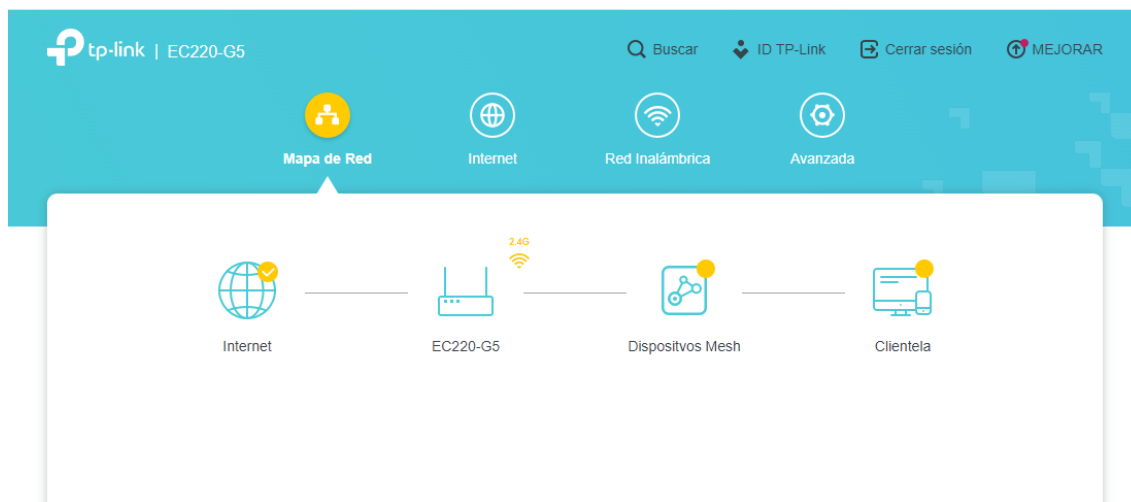 tp-link | EC220-G5
Buscar
ID TP-Link
Cerrar sesión
MEJORAR
Mapa de Red
Internet
Red Inalámbrica
Avanzada
2.4G
Internet
EC220-G5
Dispositvos Mesh
Clientela